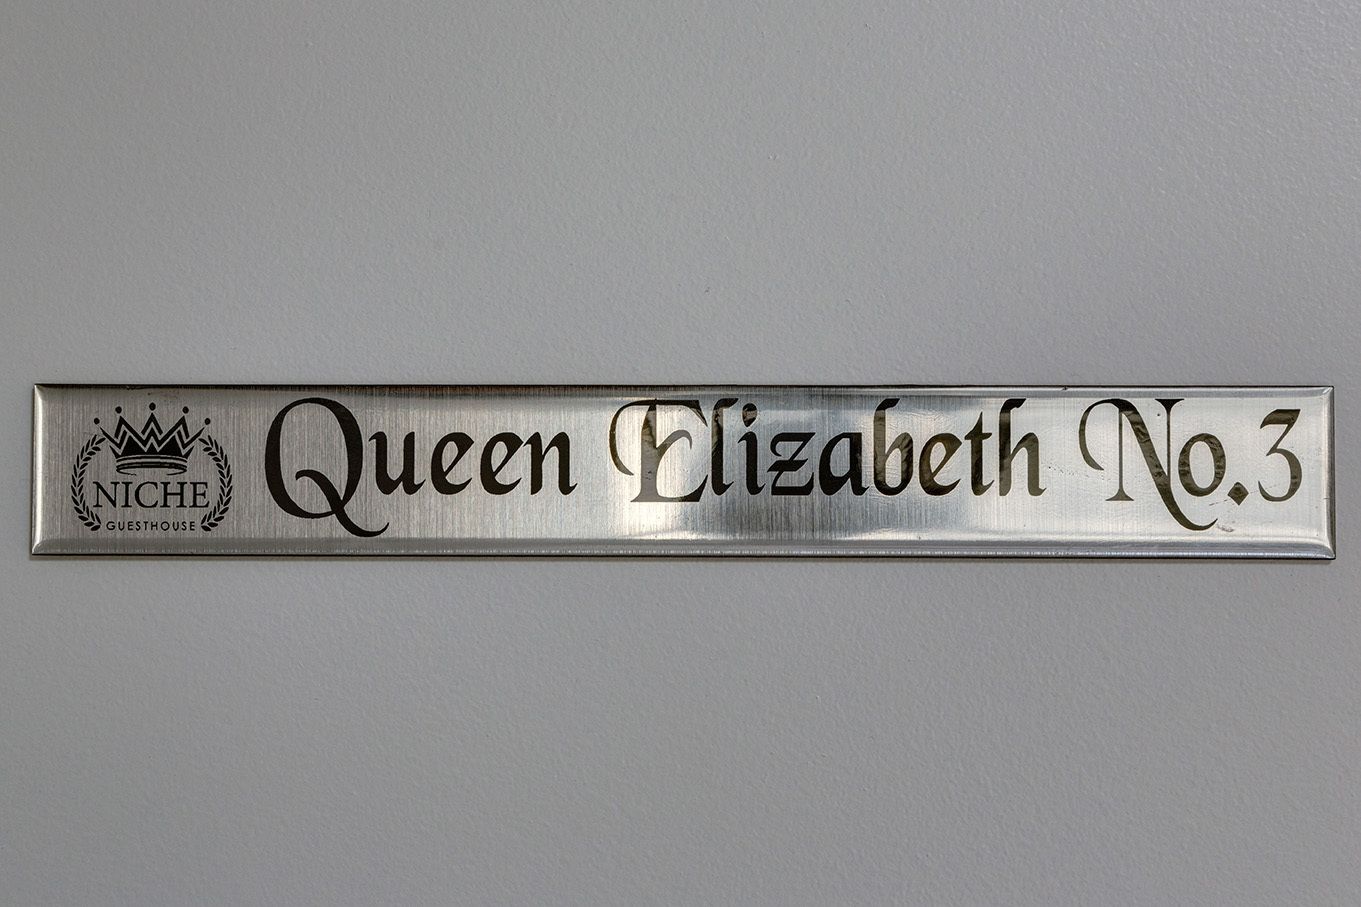 NICHE
GUESTHOUSE
Queen Elizabeth No.3